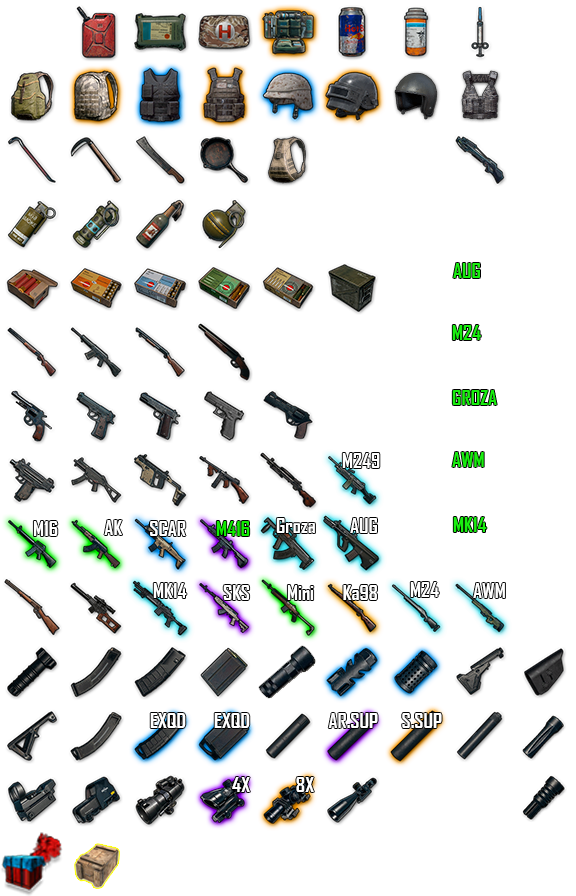 AUG
M24
GROZA
M249
AWM
M16
AK
SCAR
M416
Groza
AUG
MK14
MK14
SKS
Mini
Ka98
M24
AWM
EXQD
EXQD
AR.SUP
S.SUP
4X
8X